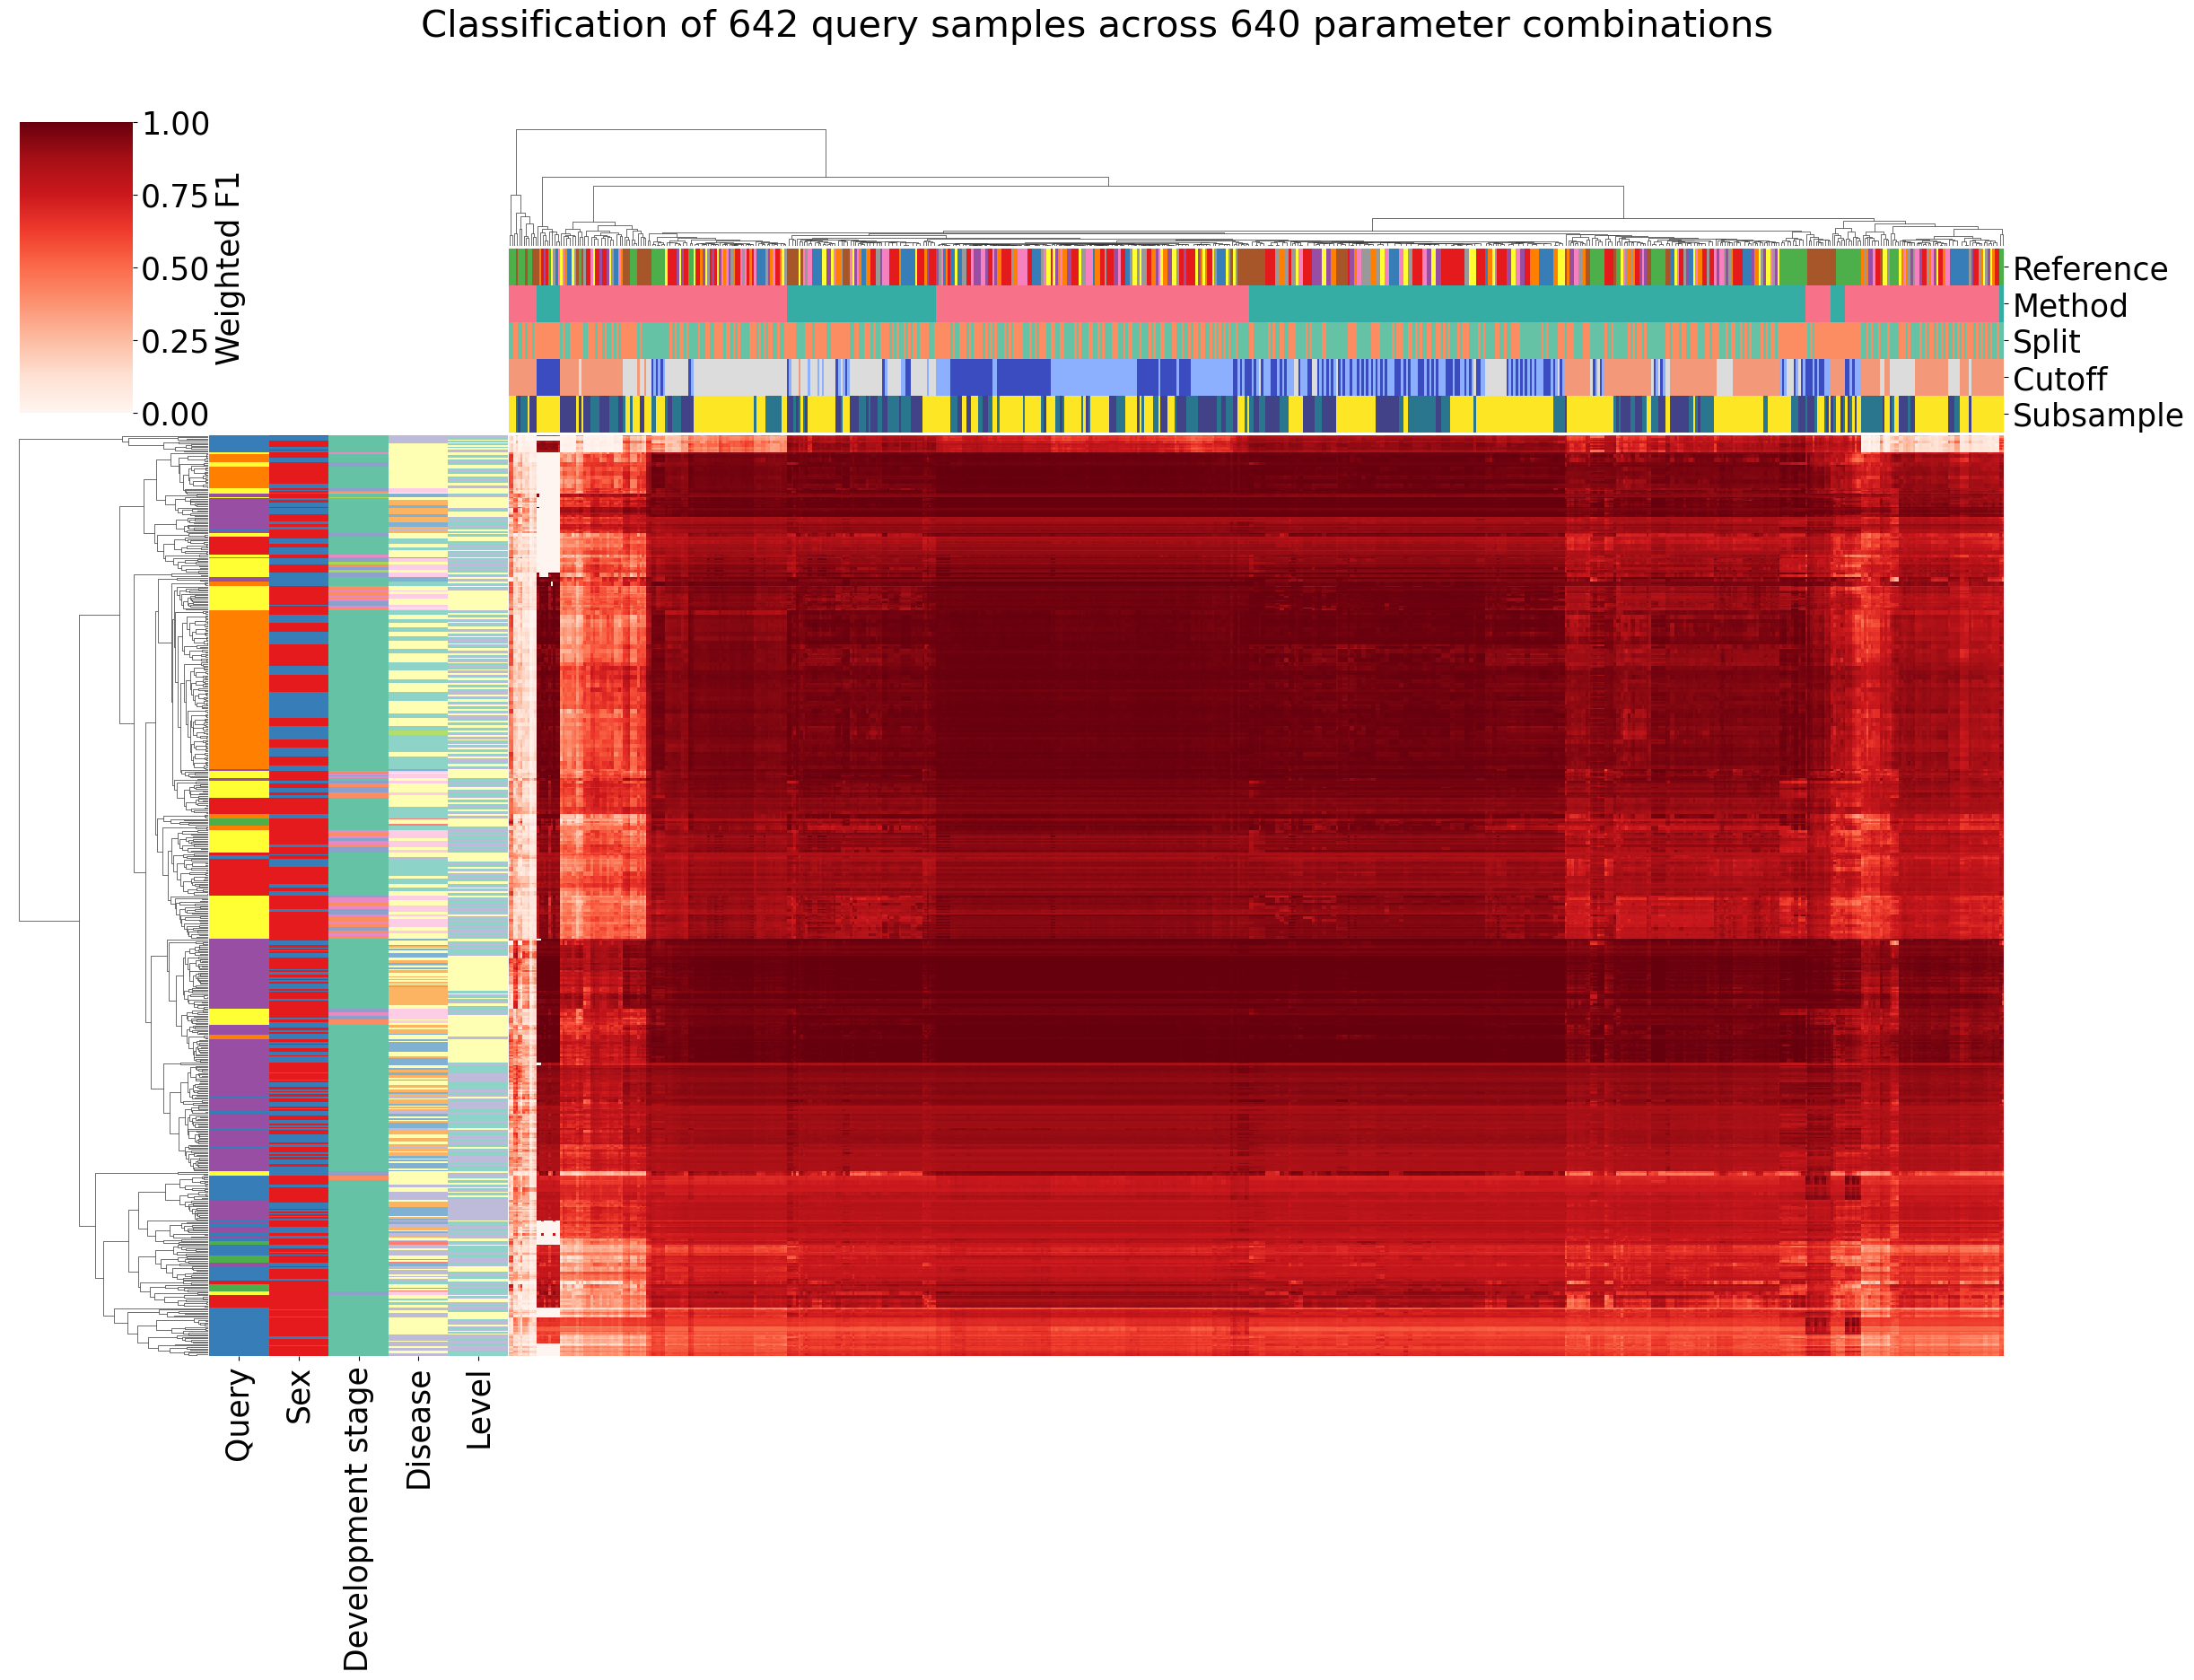 Classification of 642 query samples across 640 parameter combinations
1.00
0.75
0.50
0.25
0.00
Weighted F1
Reference
Method
Split
Cutoff
Subsample
Query
Sex
Development stage
Disease
Level